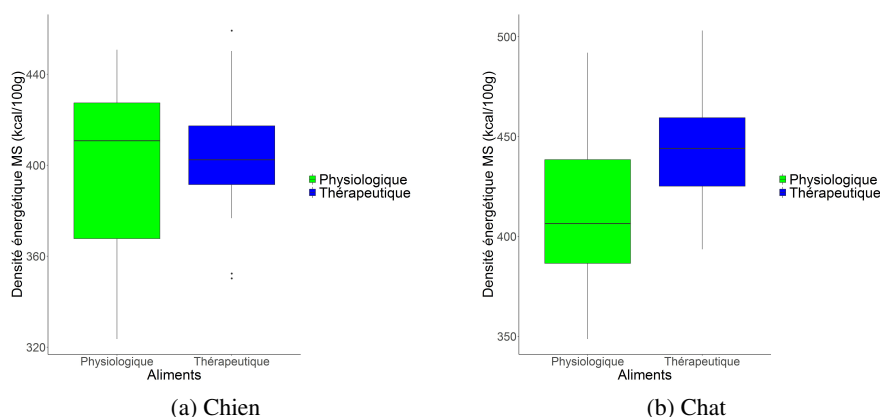 Densité énergétique MS (kcal/100g)
440
400
360
320
Physiologique
Thérapeutique
Aliments
Physiologique
Thérapeutique
(a) Chien
Densité énergétique MS (kcal/100g)
500
450
400
350
Physiologique
Thérapeutique
Aliments
Physiologique
Thérapeutique
(b) Chat